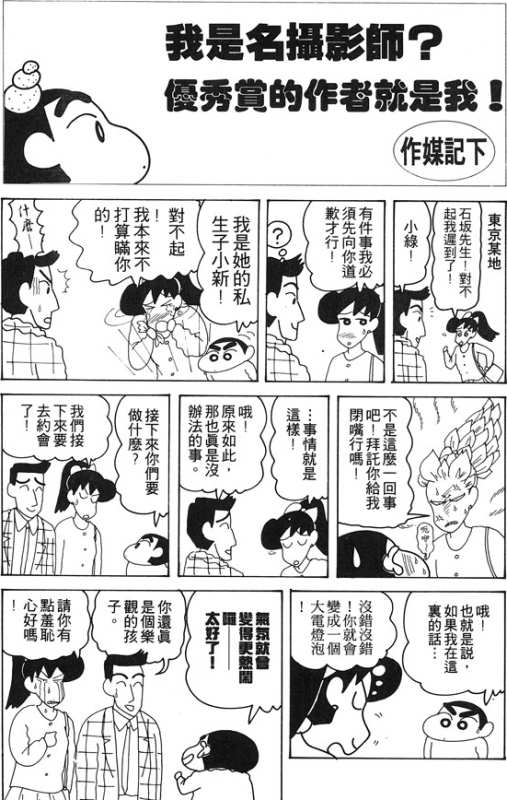 我是名攝影師？
優秀賞的作者就是我！
作媒記下
東京某地
石坂先生！對不
起我遲到了！
小綠！
有件事我必
須先向你道
歉才行！
？
我是她的私
生子小新！
對不起
！
我本來不
打算瞞你
的！
什麼—
不是這麼一回事
吧！拜託你給我
閉嘴行嗎！
…事情就是
這樣！
哦！
原來如此，
那也真是沒
辦法的事。
接下來你們要
做什麼？
我們接
下來要
去約會
了！
哦！
也就是說，
如果我在這
裏的話…
沒錯沒錯
！你就會
變成一個
大電燈泡
！
氣氛就會
變得更熱鬧
囉——
太好了！
你還真
是個樂
觀的孩
子。
請你有
點羞恥
心好嗎
！